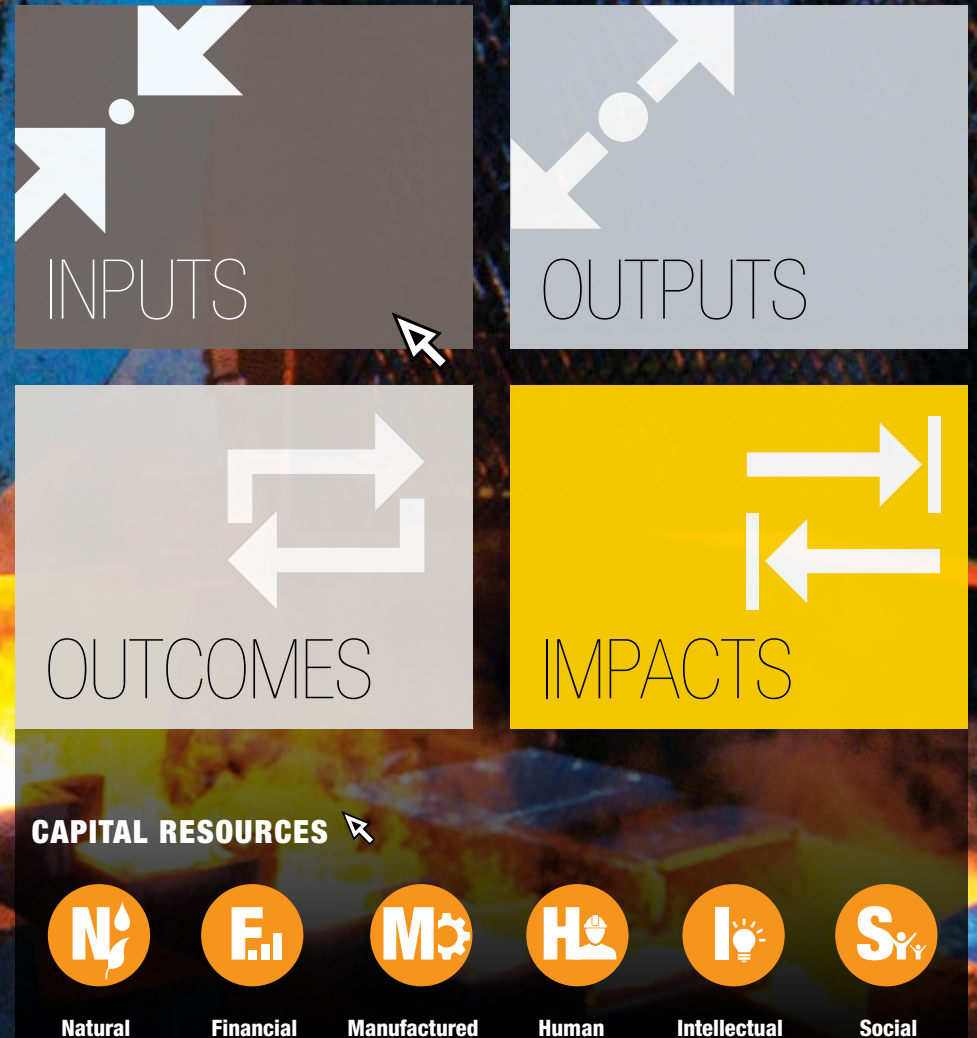 INPUTS
OUTPUTS
OUTCOMES
IMPACTS
CAPITAL RESOURCES
N F M H I S
Natural Financial Manufactured Human Intellectual Social